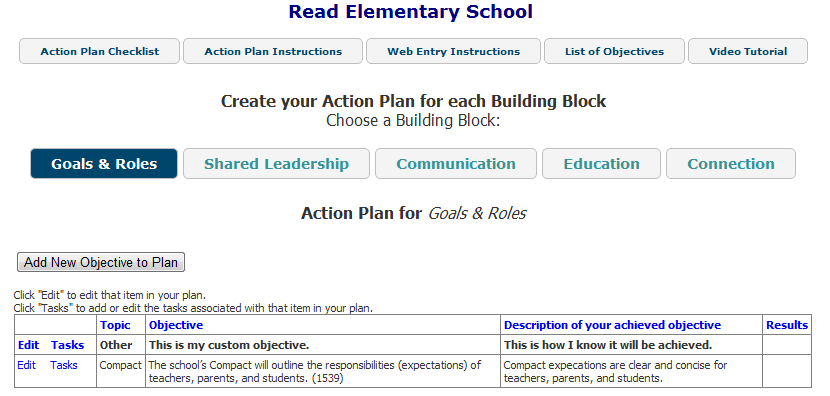 Read Elementary School
Action Plan Checklist Action Plan Instructions Web Entry Instructions List of Objectives Video Tutorial
Create your Action Plan for each Building Block
Choose a Building Block:
Goals & Roles Shared Leadership Communication Education Connection
Action Plan for Goals & Roles
Add New Objective to Plan
Click "Edit" to edit that item in your plan.
Click "Tasks" to add or edit the tasks associated with that item in your plan.
Topic Objective Description of your achieved objective Results
Edit Tasks Other This is my custom objective. This is how I know it will be achieved.
Edit Tasks Compact The school's Compact will outline the responsibilities (expectations) of Compact expecations are clear and concise for
teachers, parents, and students. (1539) teachers, parents, and students.